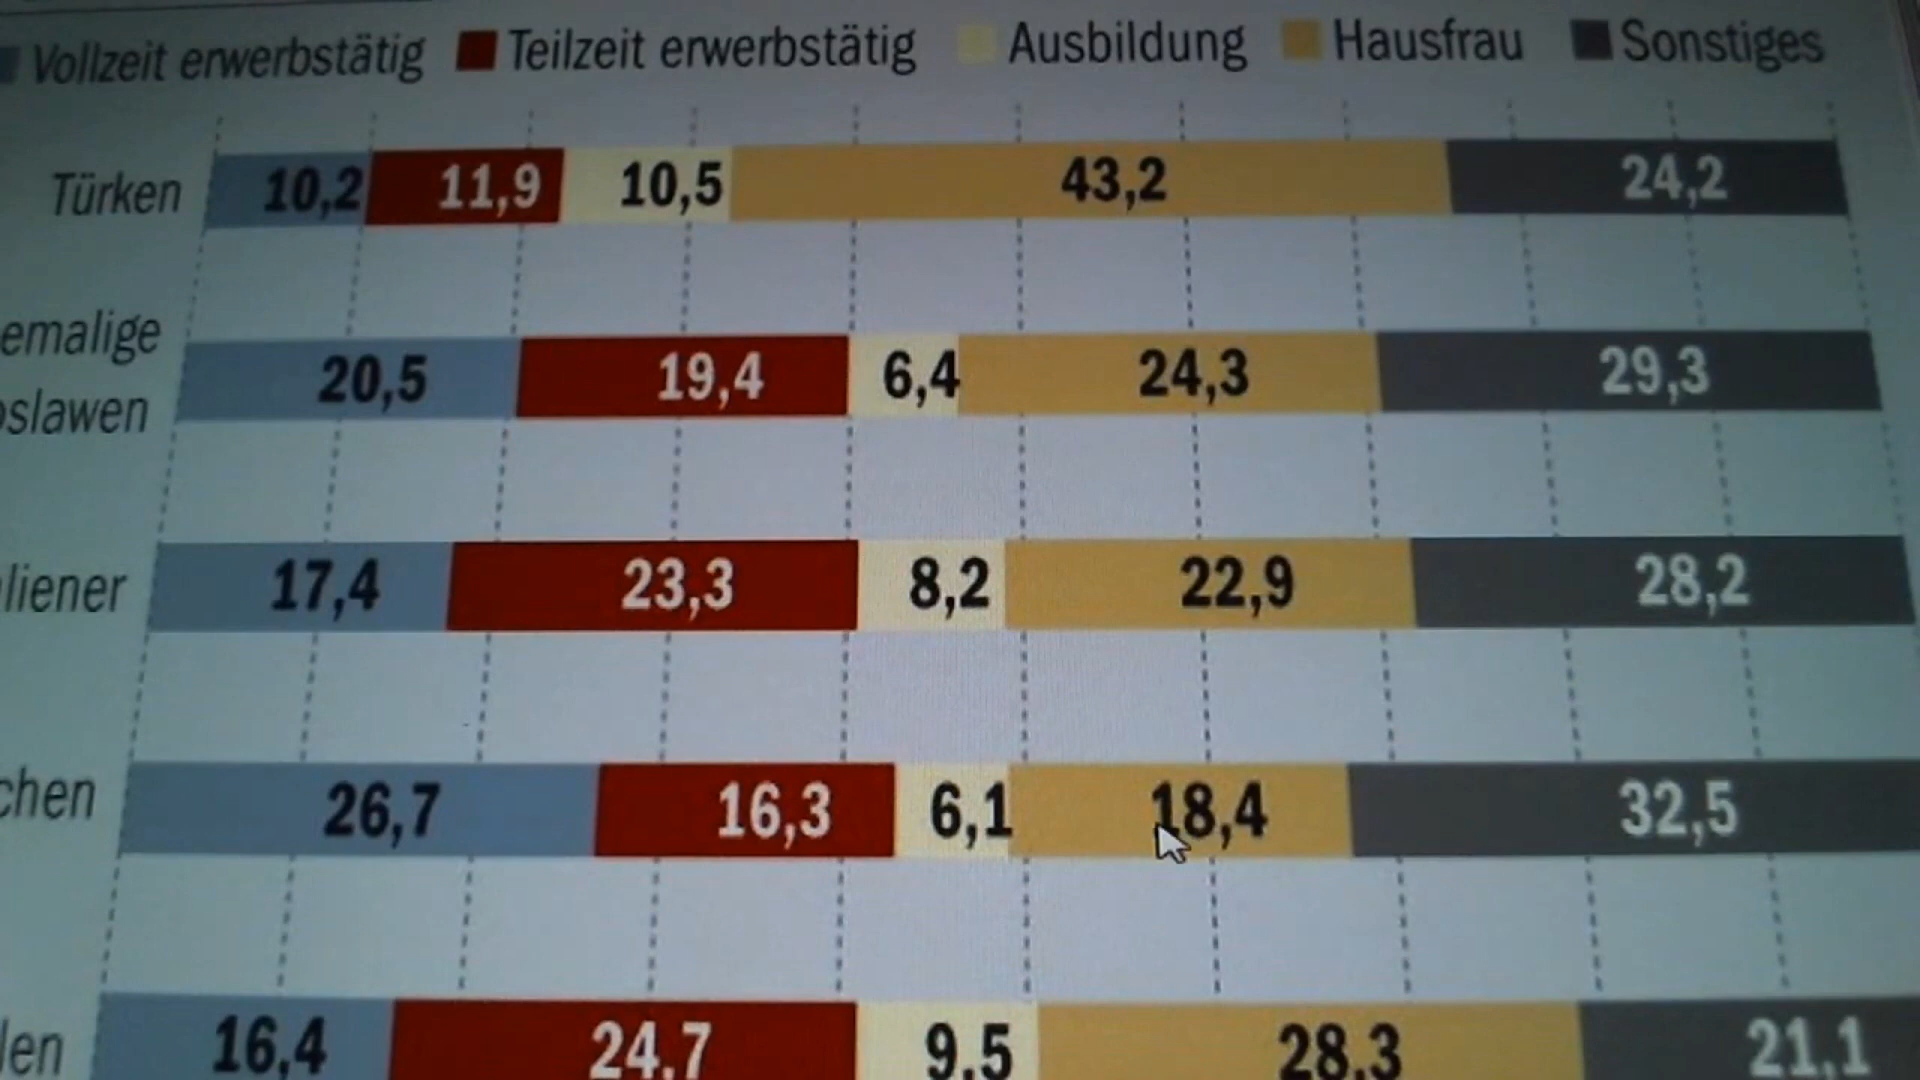 Vollzeit erwerbstätig Teilzeit erwerbstätig Ausbildung Hausfrau Sonstiges
Türken 10,2 11,9 10,5 43,2 24,2
emalige
oslawen 20,5 19,4 6,4 24,3 29,3
liener 17,4 23,3 8,2 22,9 28,2
chen 26,7 16,3 6,1 18,4 32,5
len 16,4 24,7 9,5 28,3 21,1